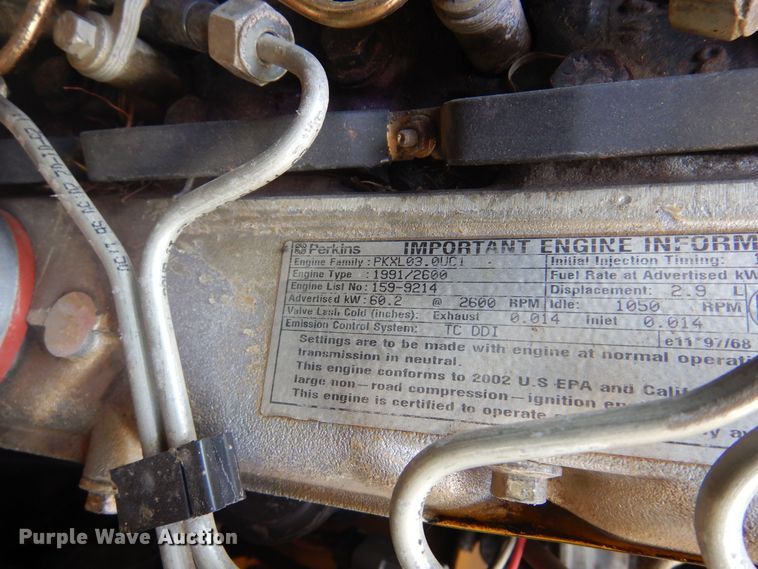 Perkins IMPORTANT ENGINE INFORM
Engine Family: PKXL03.0UC1 Initial Injection Timing:
Engine Type : 1991/2600 Fuel Rate at Advertised kW
Engine List No: 159-9214 Displacement: 2.9 L
Advertised kW: 60.2 @ 2600 RPM Idle: 1050 RPM
Valve Lash Cold (inches): Exhaust 0.014 Inlet 0.014
Emission Control System: TC DDI e11*97/68
Settings are to be made with engine at normal operati
transmission in neutral.
This engine conforms to 2002 U.S EPA and Calif
large non-road compression-ignition en
This engine is certified to operate
Purple Wave Auction